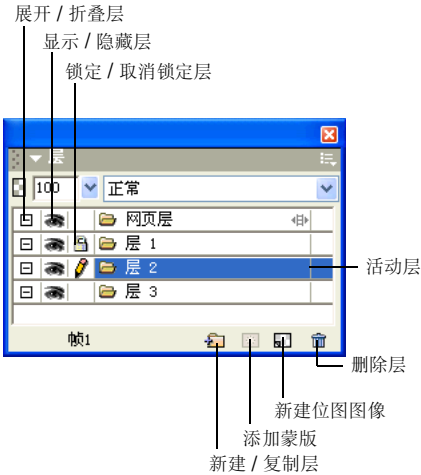 展开 / 折叠层
显示 / 隐藏层
锁定 / 取消锁定层
层
100 正常
网页层
层 1
层 2
层 3
活动层
帧1
删除层
新建位图图像
添加蒙版
新建 / 复制层